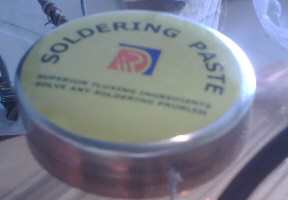 SOLDERING PASTE
SUPERIOR FLUXING INGREDIENTS
SOLVE ANY SOLDERING PROBLEM